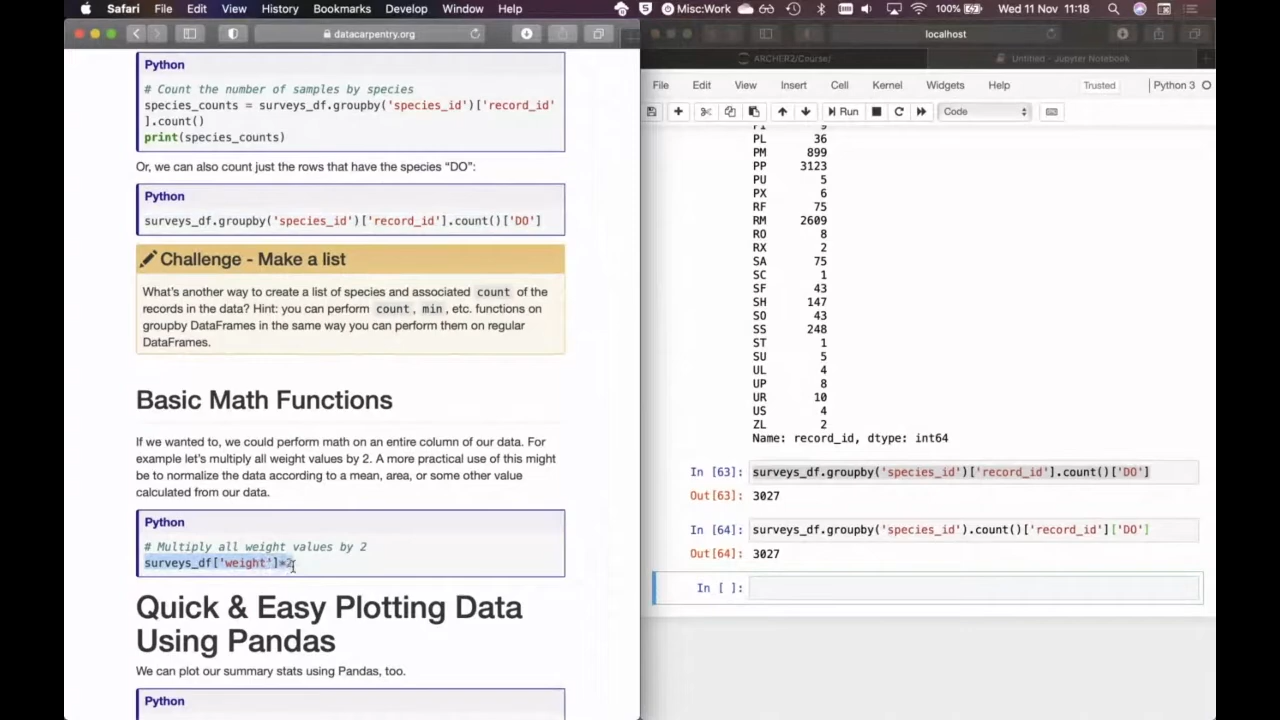 Safari File Edit View History Bookmarks Develop Window Help
Misc:Work 100% Wed 11 Nov 11:18
datacarpentry.org
Python
# Count the number of samples by species
species_counts = surveys_df.groupby('species_id')['record_id'
].count()
print(species_counts)
Or, we can also count just the rows that have the species “DO”:
Python
surveys_df.groupby('species_id')['record_id'].count()['DO']
Challenge - Make a list
What’s another way to create a list of species and associated count of the
records in the data? Hint: you can perform count, min, etc. functions on
groupby DataFrames in the same way you can perform them on regular
DataFrames.
Basic Math Functions
If we wanted to, we could perform math on an entire column of our data. For
example let’s multiply all weight values by 2. A more practical use of this might
be to normalize the data according to a mean, area, or some other value
calculated from our data.
Python
# Multiply all weight values by 2
surveys_df['weight']*2
Quick & Easy Plotting Data
Using Pandas
We can plot our summary stats using Pandas, too.
Python
localhost
ARCHER2/Course/ Untitled - Jupyter Notebook
File Edit View Insert Cell Kernel Widgets Help Trusted Python 3
Run Code
PL 36
PM 899
PP 3123
PU 5
PX 6
RF 75
RM 2609
RO 8
RX 2
SA 75
SC 1
SF 43
SH 147
SO 43
SS 248
ST 1
SU 5
UL 4
UP 8
UR 10
US 4
ZL 2
Name: record_id, dtype: int64
In [63]: surveys_df.groupby('species_id')['record_id'].count()['DO']
Out[63]: 3027
In [64]: surveys_df.groupby('species_id').count()['record_id']['DO']
Out[64]: 3027
In [ ]: